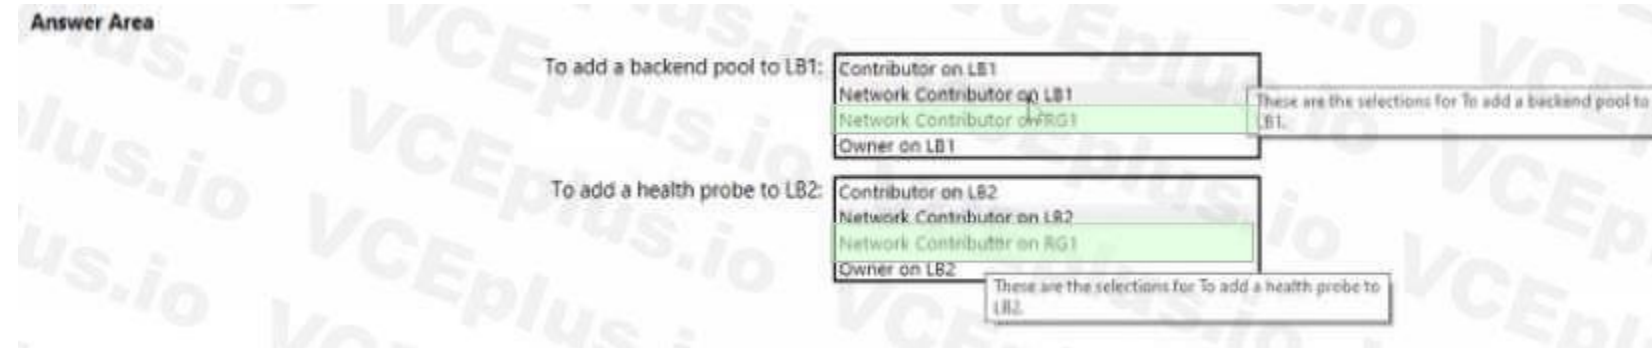 Answer Area
To add a backend pool to LB1:
Contributor on LB1
Network Contributor on LB1
Network Contributor on RG1
Owner on LB1
These are the selections for To add a backend pool to
LB1.
To add a health probe to LB2:
Contributor on LB2
Network Contributor on LB2
Network Contributor on RG1
Owner on LB2
These are the selections for To add a health probe to
LB2.
VCEplus.io